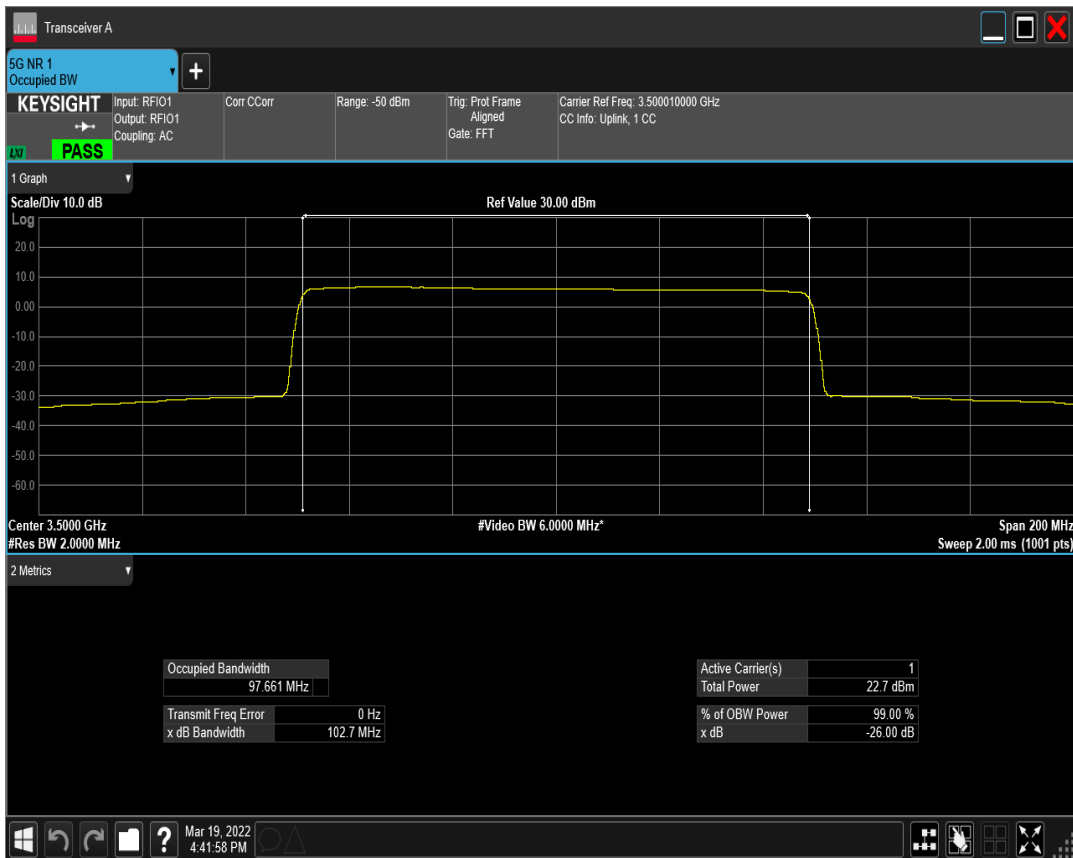 Transceiver A
5G NR 1
Occupied BW
+
KEYSIGHT
LXI
PASS
Input: RFIO1
Output: RFIO1
Coupling: AC
Corr CCorr
Range: -50 dBm
Trig: Prot Frame
Aligned
Gate: FFT
Carrier Ref Freq: 3.500010000 GHz
CC Info: Uplink, 1 CC
1 Graph
Scale/Div 10.0 dB
Ref Value 30.00 dBm
Log
20.0
10.0
0.00
-10.0
-20.0
-30.0
-40.0
-50.0
-60.0
Center 3.5000 GHz
#Video BW 6.0000 MHz*
Span 200 MHz
#Res BW 2.0000 MHz
Sweep 2.00 ms (1001 pts)
2 Metrics
Occupied Bandwidth
97.661 MHz
Transmit Freq Error 0 Hz
x dB Bandwidth 102.7 MHz
Active Carrier(s) 1
Total Power 22.7 dBm
% of OBW Power 99.00 %
x dB -26.00 dB
?
Mar 19, 2022
4:41:58 PM